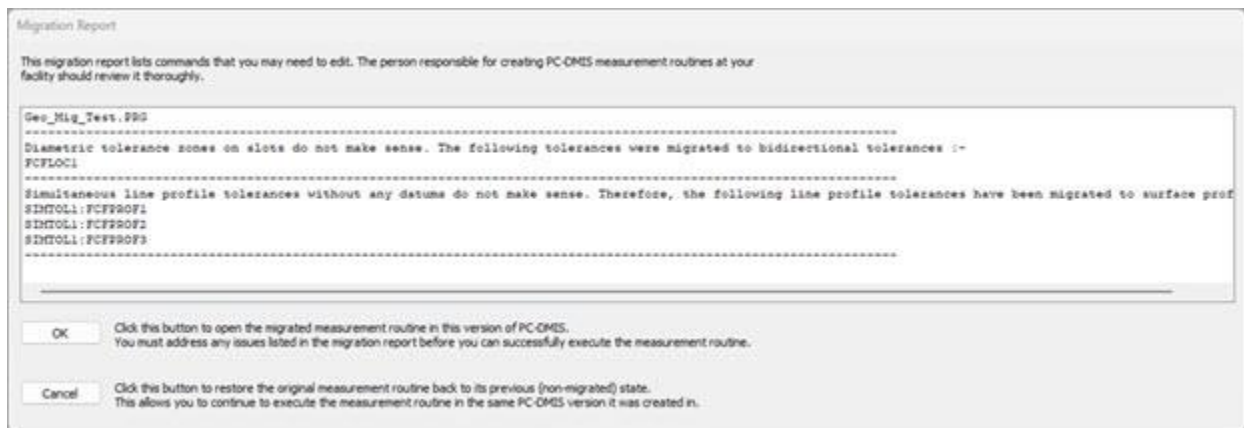 Migration Report
This migration report lists commands that you may need to edit. The person responsible for creating PC-DMIS measurement routines at your
facility should review it thoroughly.
Geo_Mig_Test.PRG
--------------------------------------------------------------------------------
Diametric tolerance zones on slots do not make sense. The following tolerances were migrated to bidirectional tolerances :-
FCFLOC1
--------------------------------------------------------------------------------
Simultaneous line profile tolerances without any datums do not make sense. Therefore, the following line profile tolerances have been migrated to surface prof
SIMTOL1:FCFPROF1
SIMTOL1:FCFPROF2
SIMTOL1:FCFPROF3
--------------------------------------------------------------------------------
OK
Click this button to open the migrated measurement routine in this version of PC-DMIS.
You must address any issues listed in the migration report before you can successfully execute the measurement routine.
Cancel
Click this button to restore the original measurement routine back to its previous (non-migrated) state.
This allows you to continue to execute the measurement routine in the same PC-DMIS version it was created in.